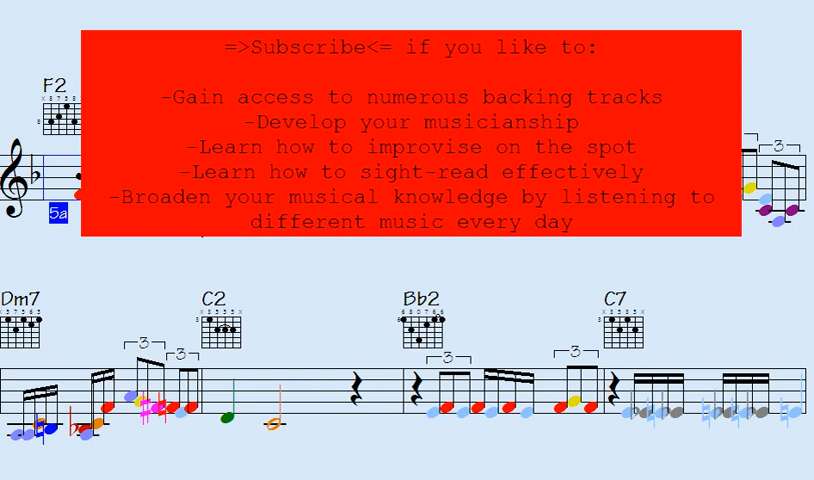 =>Subscribe<= if you like to:
-Gain access to numerous backing tracks
-Develop your musicianship
-Learn how to improvise on the spot
-Learn how to sight-read effectively
-Broaden your musical knowledge by listening to
different music every day
F2
3
5a
Dm7 C2 Bb2 C7
3 3 3 3